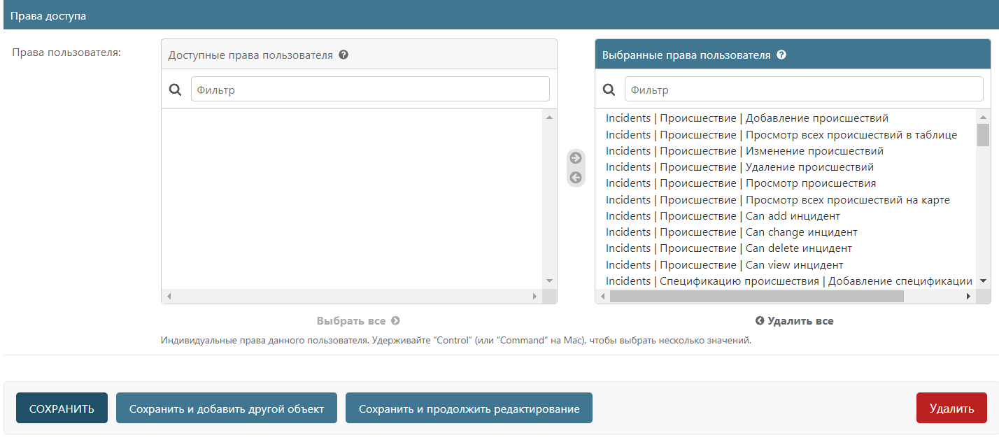 Права доступа
Права пользователя:
Доступные права пользователя
Фильтр
Выбрать все
Выбранные права пользователя
Фильтр
Incidents | Происшествие | Добавление происшествий
Incidents | Происшествие | Просмотр всех происшествий в таблице
Incidents | Происшествие | Изменение происшествий
Incidents | Происшествие | Удаление происшествий
Incidents | Происшествие | Просмотр происшествия
Incidents | Происшествие | Просмотр всех происшествий на карте
Incidents | Происшествие | Can add инцидент
Incidents | Происшествие | Can change инцидент
Incidents | Происшествие | Can delete инцидент
Incidents | Происшествие | Can view инцидент
Incidents | Спецификацию происшествия | Добавление спецификации
Удалить все
Индивидуальные права данного пользователя. Удерживайте “Control” (или “Command” на Mac), чтобы выбрать несколько значений.
СОХРАНИТЬ
Сохранить и добавить другой объект
Сохранить и продолжить редактирование
Удалить